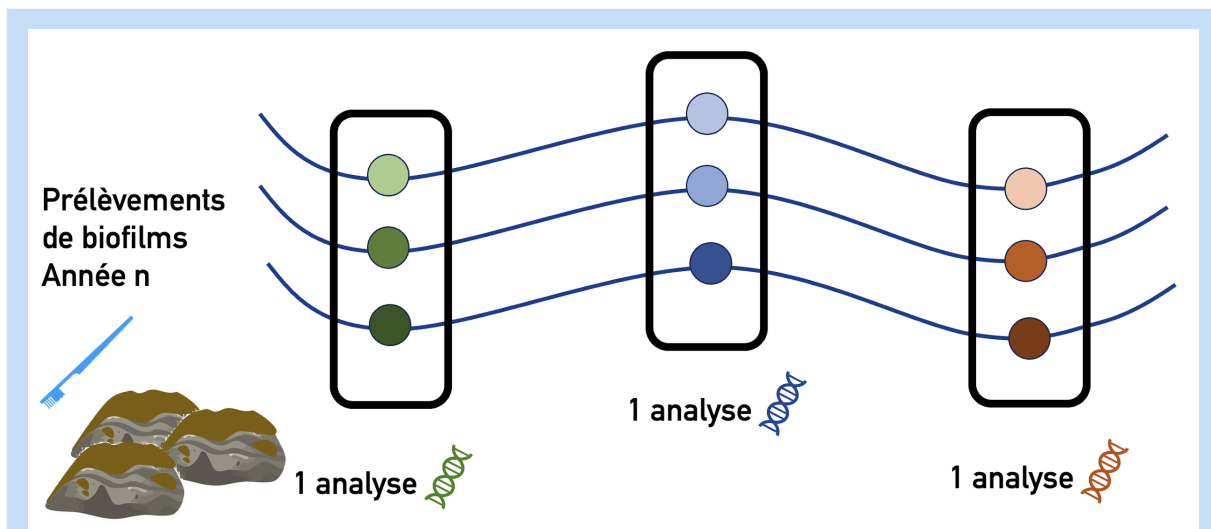 Prélèvements
de biofilms
Année n
1 analyse
1 analyse
1 analyse